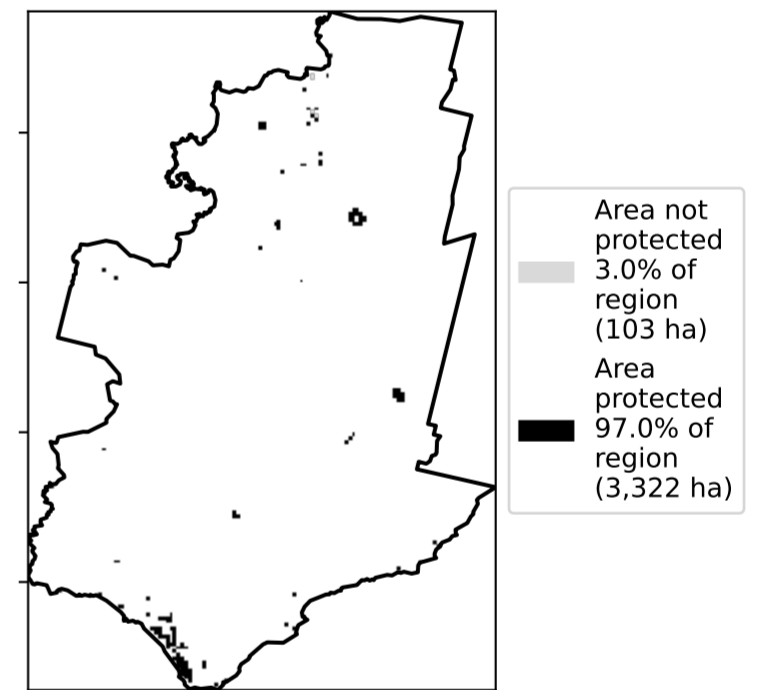 Area not
protected
3.0% of
region
(103 ha)
Area
protected
97.0% of
region
(3,322 ha)